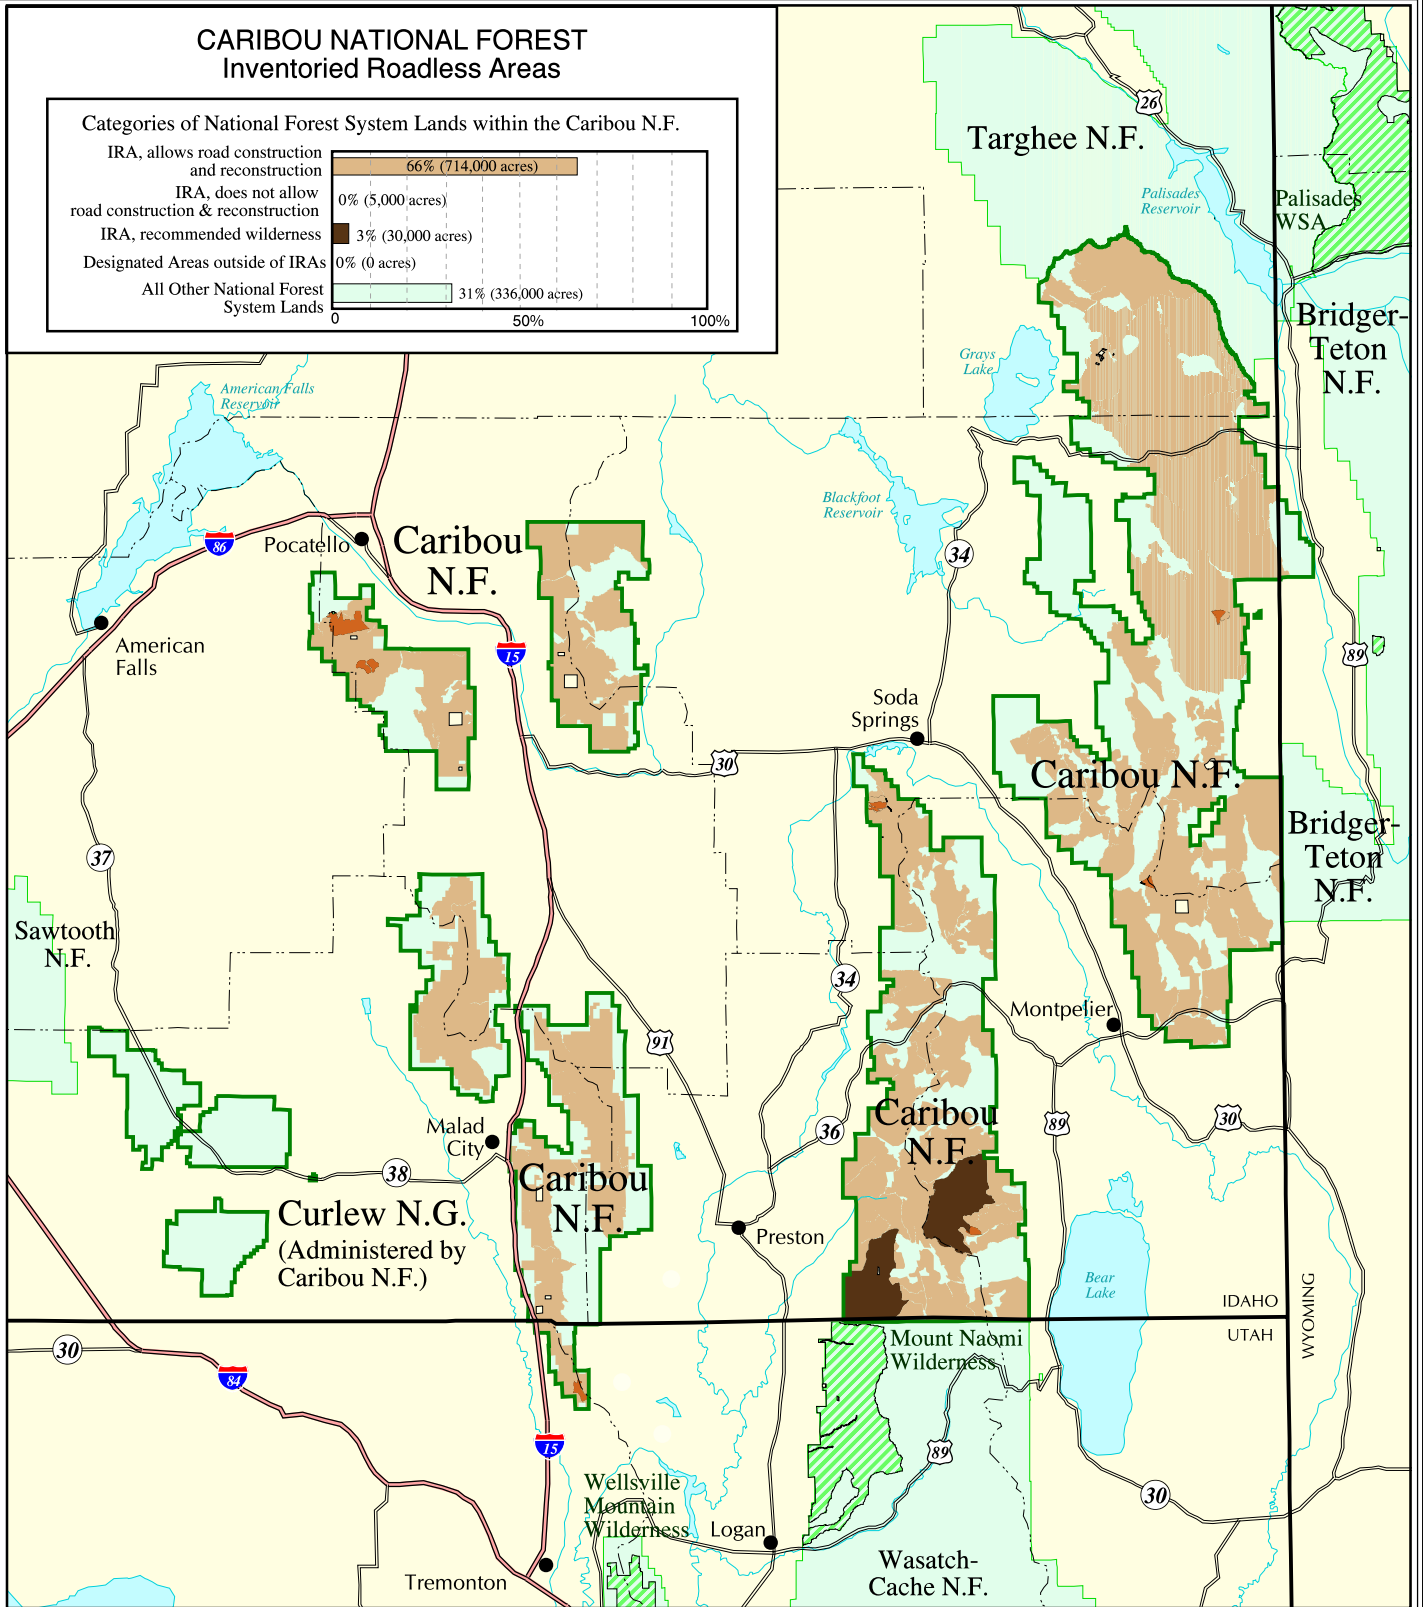 CARIBOU NATIONAL FOREST
Inventoried Roadless Areas
Categories of National Forest System Lands within the Caribou N.F.
IRA, allows road construction
and reconstruction
66% (714,000 acres)
IRA, does not allow
road construction & reconstruction
0% (5,000 acres)
IRA, recommended wilderness
3% (30,000 acres)
Designated Areas outside of IRAs
0% (0 acres)
All Other National Forest
System Lands
31% (336,000 acres)
0
50%
100%
26
Targhee N.F.
Palisades
Reservoir
Palisades
WSA
Bridger-
Teton
N.F.
Grays
Lake
American Falls
Reservoir
Blackfoot
Reservoir
86
Pocatello
Caribou
N.F.
34
American
Falls
15
89
Soda
Springs
30
Caribou N.F.
Bridger-
Teton
N.F.
37
Sawtooth
N.F.
34
Montpelier
91
Malad
City
36
Caribou
N.F.
89
30
38
Caribou
N.F.
Curlew N.G.
(Administered by
Caribou N.F.)
Preston
Bear
Lake
IDAHO
UTAH
WYOMING
30
Mount Naomi
Wilderness
84
15
89
30
Wellsville
Mountain
Wilderness
Logan
Wasatch-
Cache N.F.
Tremonton